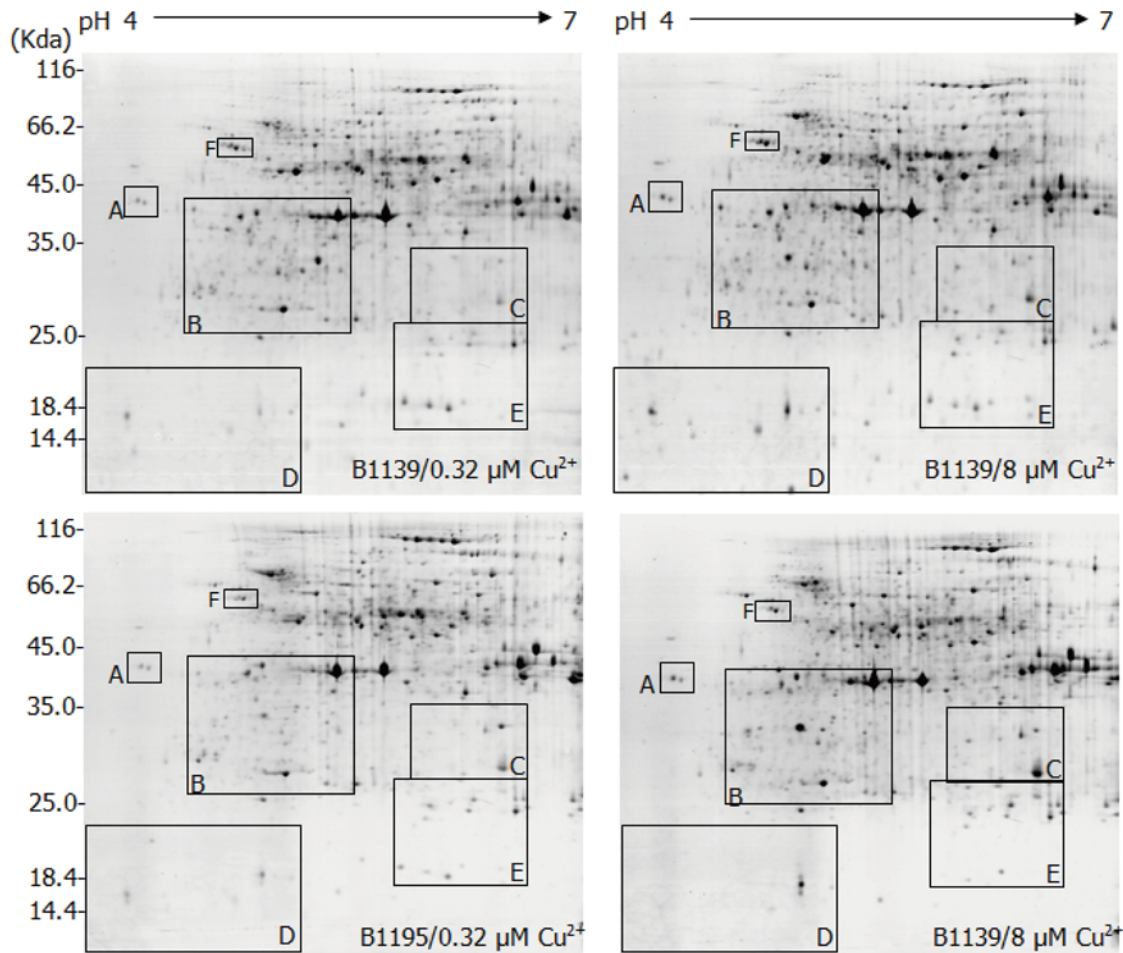 pH 4 7 pH 4 7
(Kda)
116-
66.2-
45.0-
35.0-
25.0-
18.4-
14.4-
F
A
B
C
E
D
B1139/0.32 µM Cu²⁺
F
A
B
C
E
D
B1139/8 µM Cu²⁺
116-
66.2-
45.0-
35.0-
25.0-
18.4-
14.4-
F
A
B
C
E
D
B1195/0.32 µM Cu²⁺
F
A
B
C
E
D
B1139/8 µM Cu²⁺